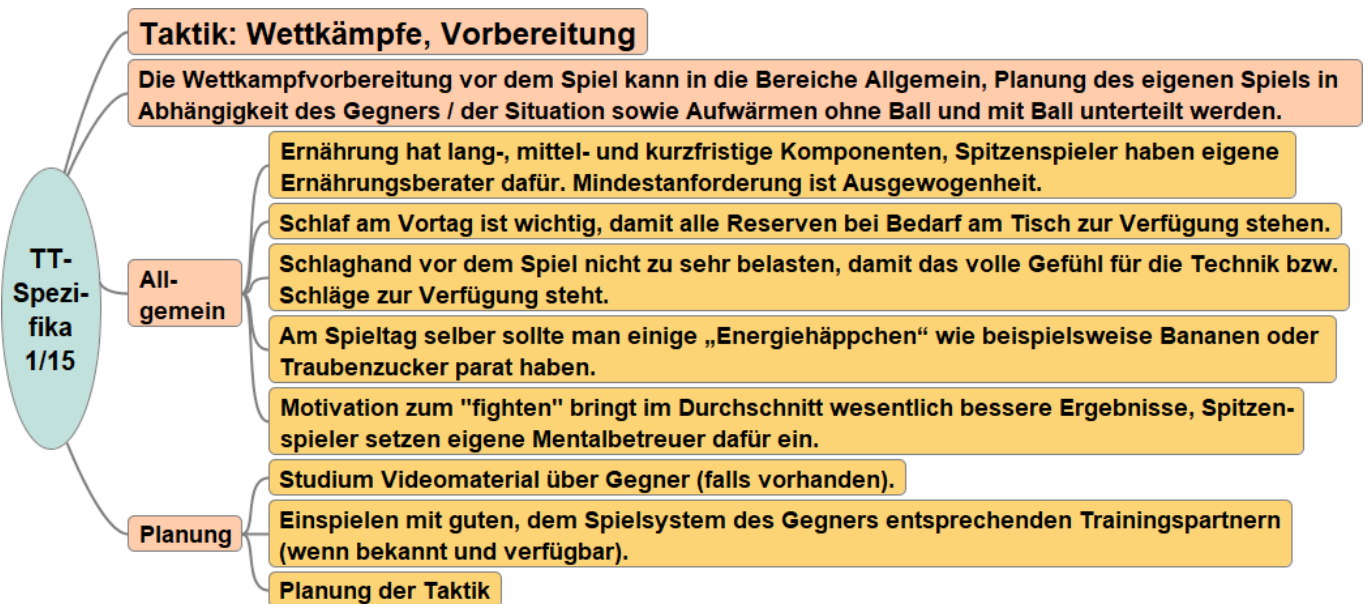 Taktik: Wettkämpfe, Vorbereitung
Die Wettkampfvorbereitung vor dem Spiel kann in die Bereiche Allgemein, Planung des eigenen Spiels in
Abhängigkeit des Gegners / der Situation sowie Aufwärmen ohne Ball und mit Ball unterteilt werden.
TT-
Spezi-
fika
1/15
All-
gemein
Ernährung hat lang-, mittel- und kurzfristige Komponenten, Spitzenspieler haben eigene
Ernährungsberater dafür. Mindestanforderung ist Ausgewogenheit.
Schlaf am Vortag ist wichtig, damit alle Reserven bei Bedarf am Tisch zur Verfügung stehen.
Schlaghand vor dem Spiel nicht zu sehr belasten, damit das volle Gefühl für die Technik bzw.
Schläge zur Verfügung steht.
Am Spieltag selber sollte man einige „Energiehäppchen“ wie beispielsweise Bananen oder
Traubenzucker parat haben.
Motivation zum "fighten" bringt im Durchschnitt wesentlich bessere Ergebnisse, Spitzen-
spieler setzen eigene Mentalbetreuer dafür ein.
Planung
Studium Videomaterial über Gegner (falls vorhanden).
Einspielen mit guten, dem Spielsystem des Gegners entsprechenden Trainingspartnern
(wenn bekannt und verfügbar).
Planung der Taktik